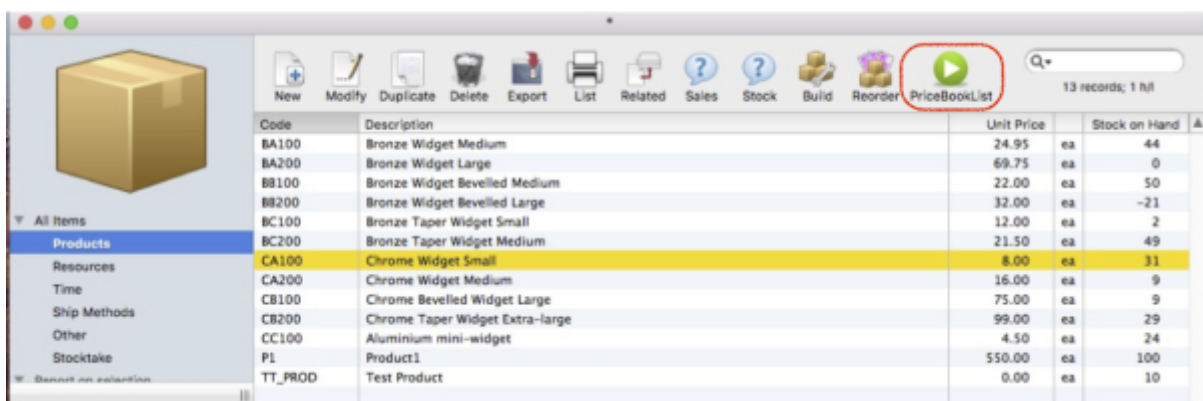 New Modify Duplicate Delete Export List Related Sales Stock Build Reorder PriceBookList
13 records; 1 h/l
Code Description Unit Price Stock on Hand
BA100 Bronze Widget Medium 24.95 ea 44
BA200 Bronze Widget Large 69.75 ea 0
BB100 Bronze Widget Bevelled Medium 22.00 ea 50
BB200 Bronze Widget Bevelled Large 32.00 ea -21
BC100 Bronze Taper Widget Small 12.00 ea 2
BC200 Bronze Taper Widget Medium 21.50 ea 49
CA100 Chrome Widget Small 8.00 ea 31
CA200 Chrome Widget Medium 16.00 ea 9
CB100 Chrome Bevelled Widget Large 75.00 ea 9
CB200 Chrome Taper Widget Extra-large 99.00 ea 29
CC100 Aluminium mini-widget 4.50 ea 24
P1 Product1 550.00 ea 100
TT_PROD Test Product 0.00 ea 10
All Items
Products
Resources
Time
Ship Methods
Other
Stocktake
Report on selection